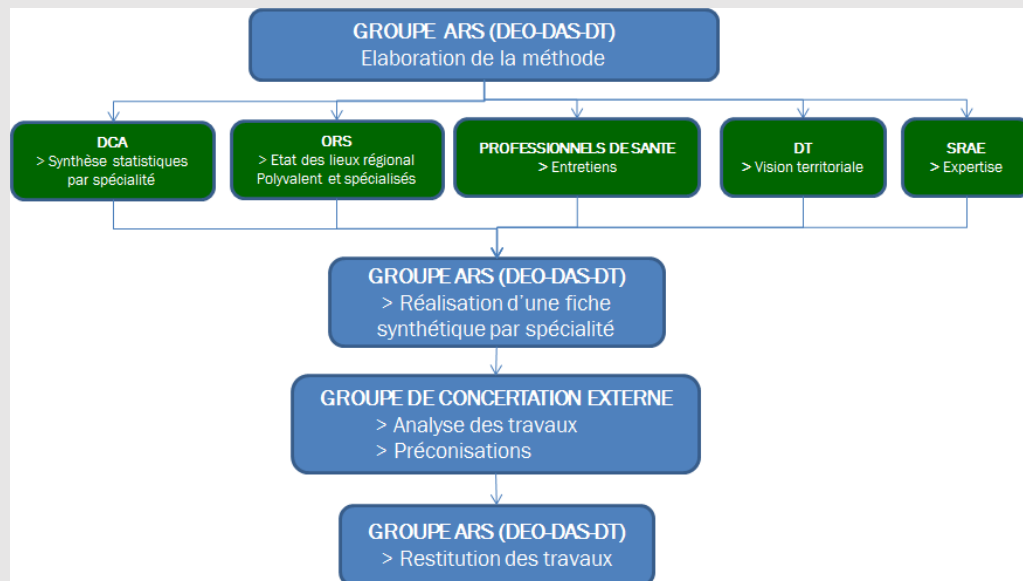 GROUPE ARS (DEO-DAS-DT)
Elaboration de la méthode
DCA
> Synthèse statistiques
par spécialité
ORS
> Etat des lieux régional
Polyvalent et spécialisés
PROFESSIONNELS DE SANTE
> Entretiens
DT
> Vision territoriale
SRAE
> Expertise
GROUPE ARS (DEO-DAS-DT)
> Réalisation d'une fiche
synthétique par spécialité
GROUPE DE CONCERTATION EXTERNE
> Analyse des travaux
> Préconisations
GROUPE ARS (DEO-DAS-DT)
> Restitution des travaux